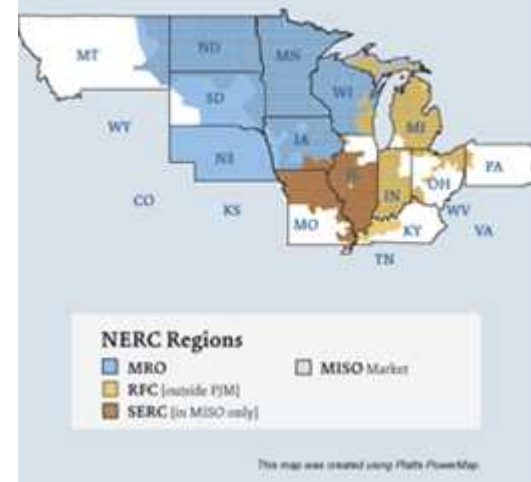 MT
ND
MN
SD
WI
MI
WY
IA
NE
PA
IL
IN
OH
CO
KS
MO
KY
WV
VA
TN
NERC Regions
MRO
MISO Market
RFC [outside PJM]
SERC [in MISO only]
This map was created using Platts PowerMap.